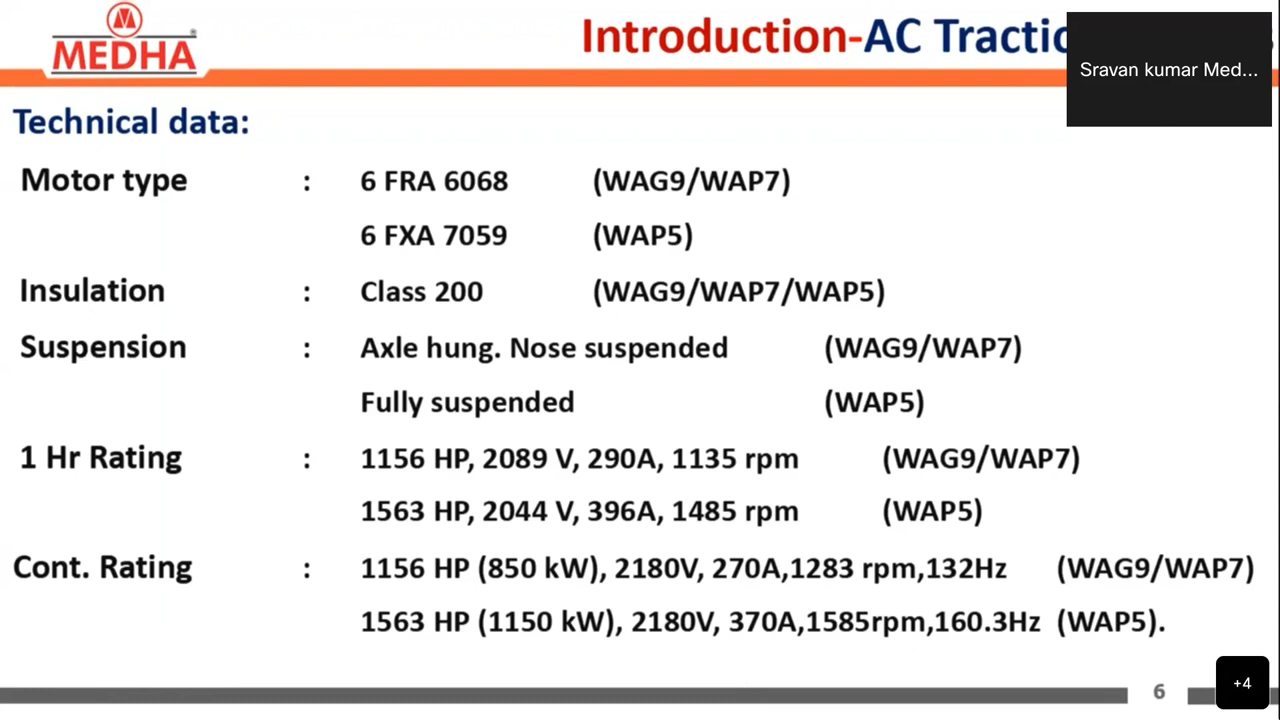 MEDHA
Introduction-AC Tractio
Sravan kumar Med...
Technical data:
Motor type : 6 FRA 6068 (WAG9/WAP7)
6 FXA 7059 (WAP5)
Insulation : Class 200 (WAG9/WAP7/WAP5)
Suspension : Axle hung. Nose suspended (WAG9/WAP7)
Fully suspended (WAP5)
1 Hr Rating : 1156 HP, 2089 V, 290A, 1135 rpm (WAG9/WAP7)
1563 HP, 2044 V, 396A, 1485 rpm (WAP5)
Cont. Rating : 1156 HP (850 kW), 2180V, 270A,1283 rpm,132Hz (WAG9/WAP7)
1563 HP (1150 kW), 2180V, 370A,1585rpm,160.3Hz (WAP5).
6
+4